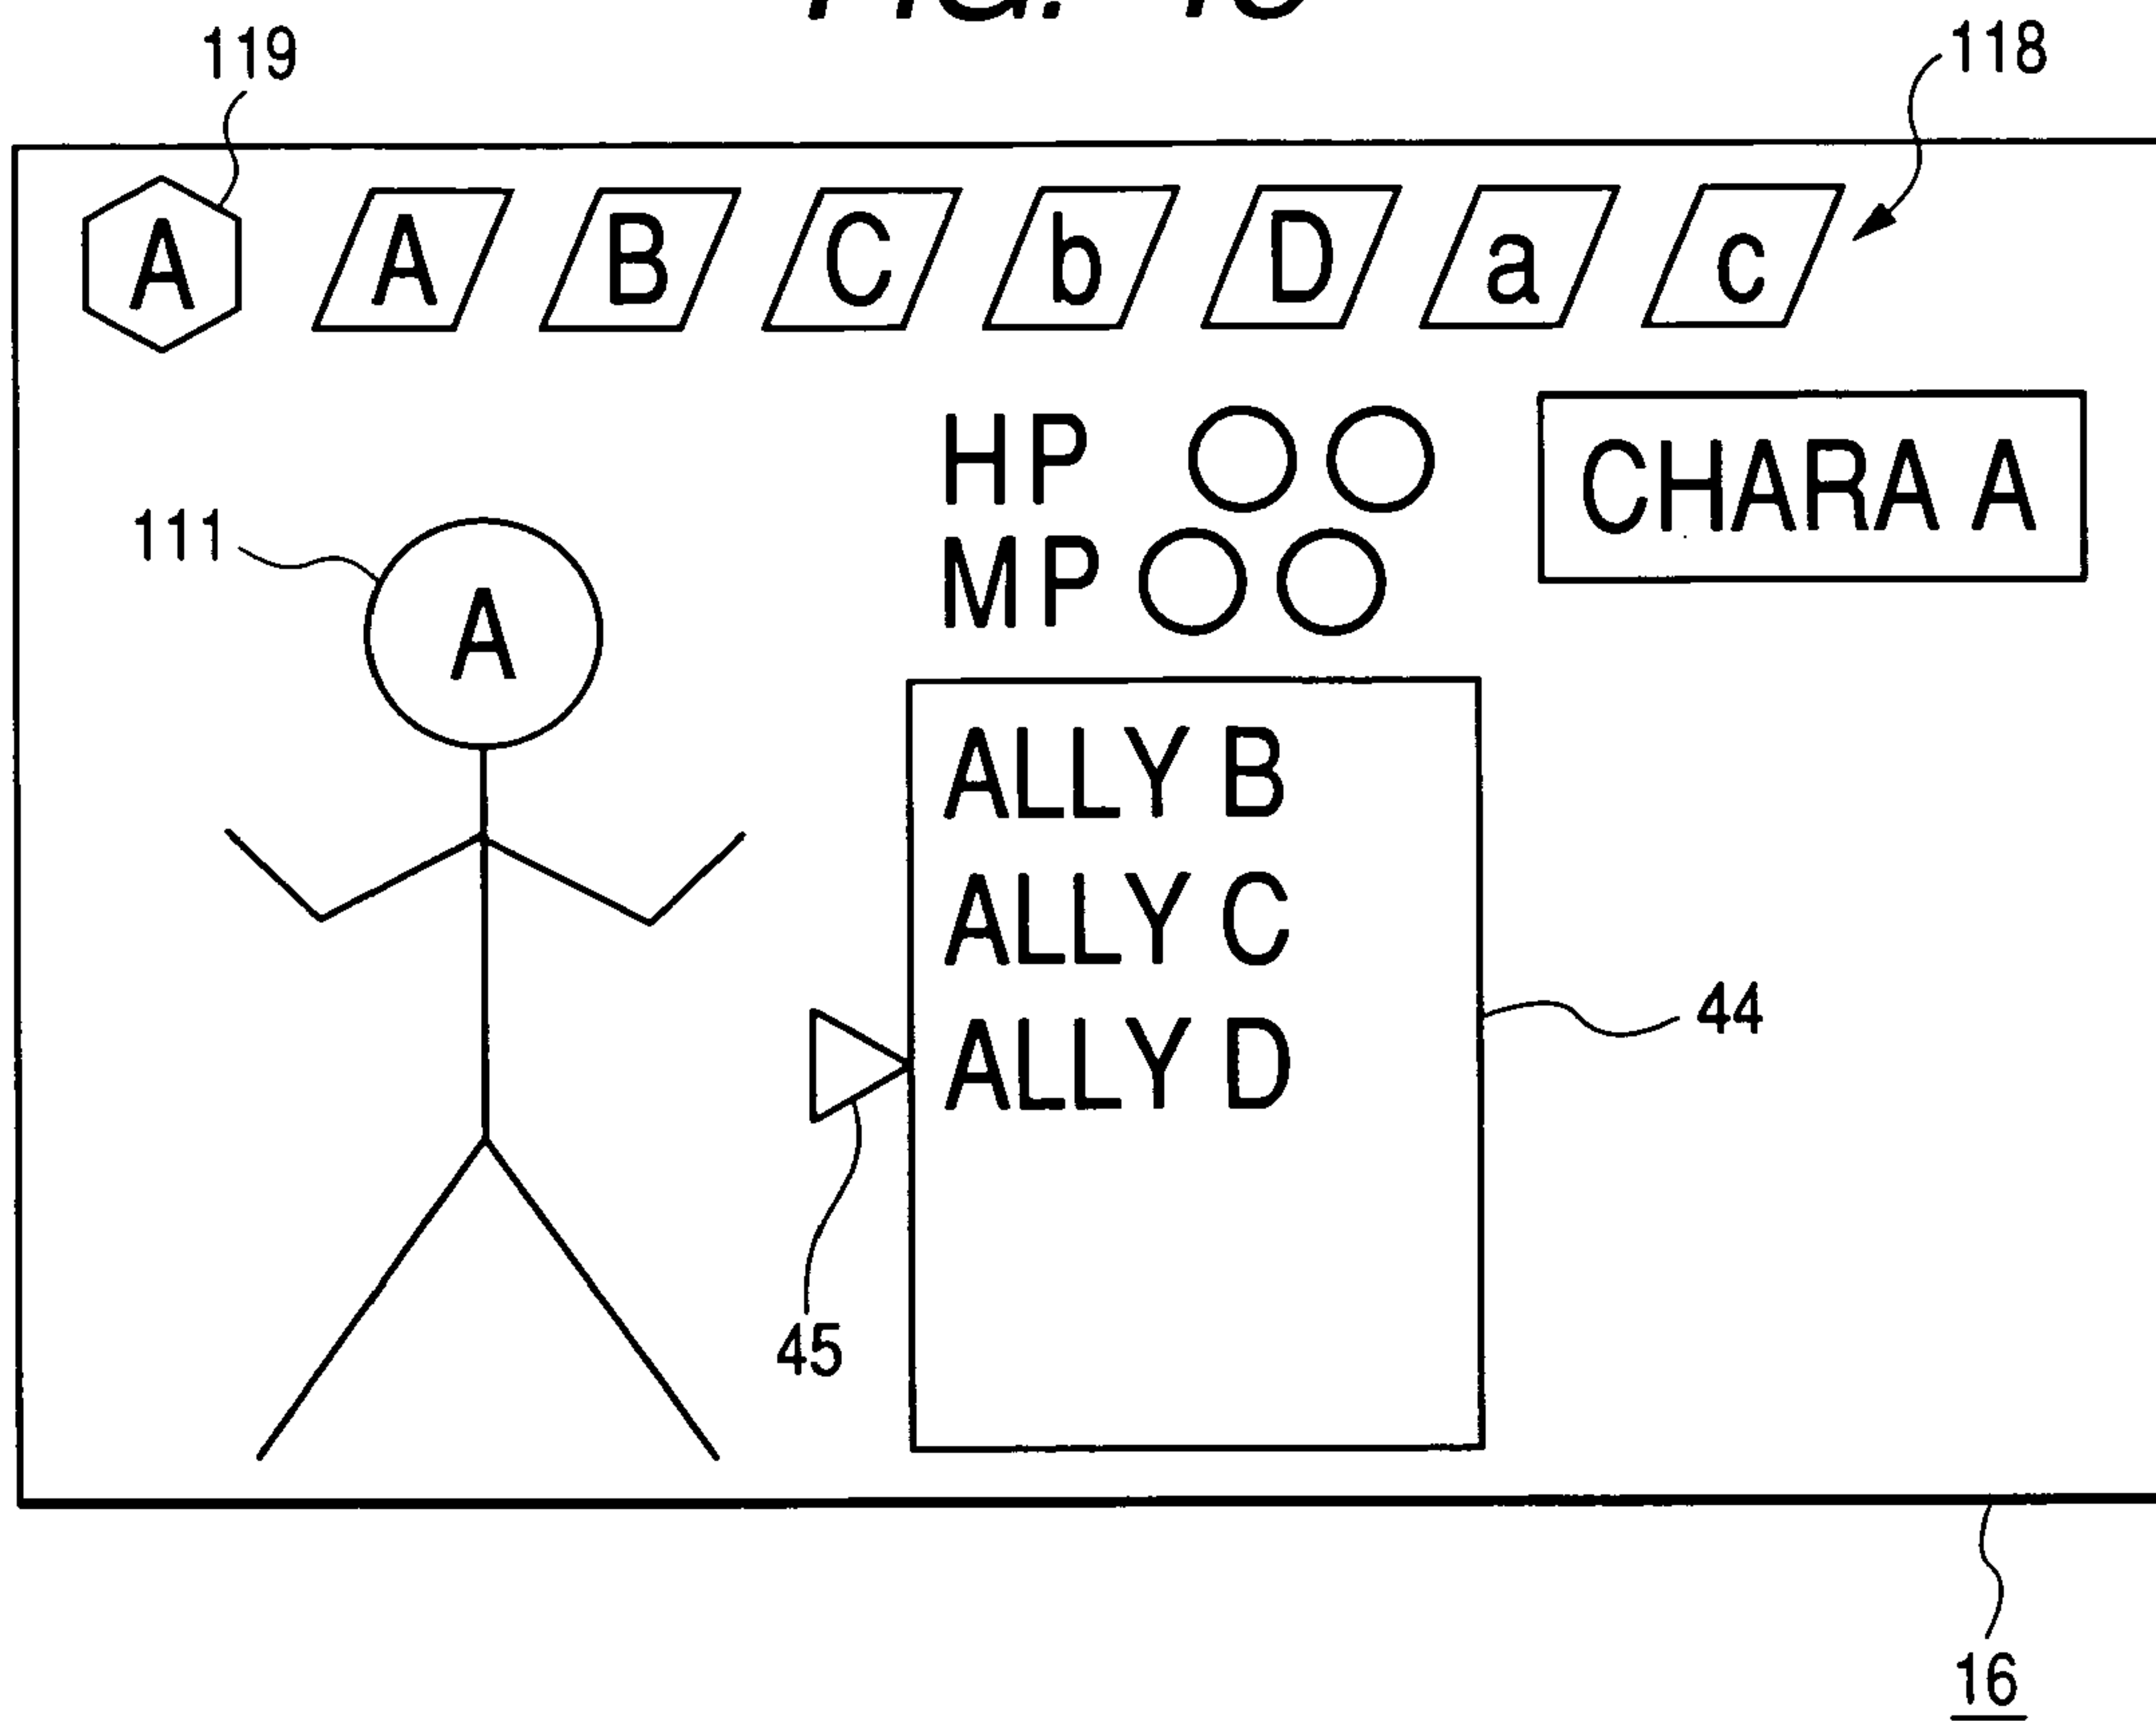 119 118
A A B C b D a c
HP ○○ CHARA A
MP ○○
111
A
ALLY B
ALLY C
ALLY D
44
45
16